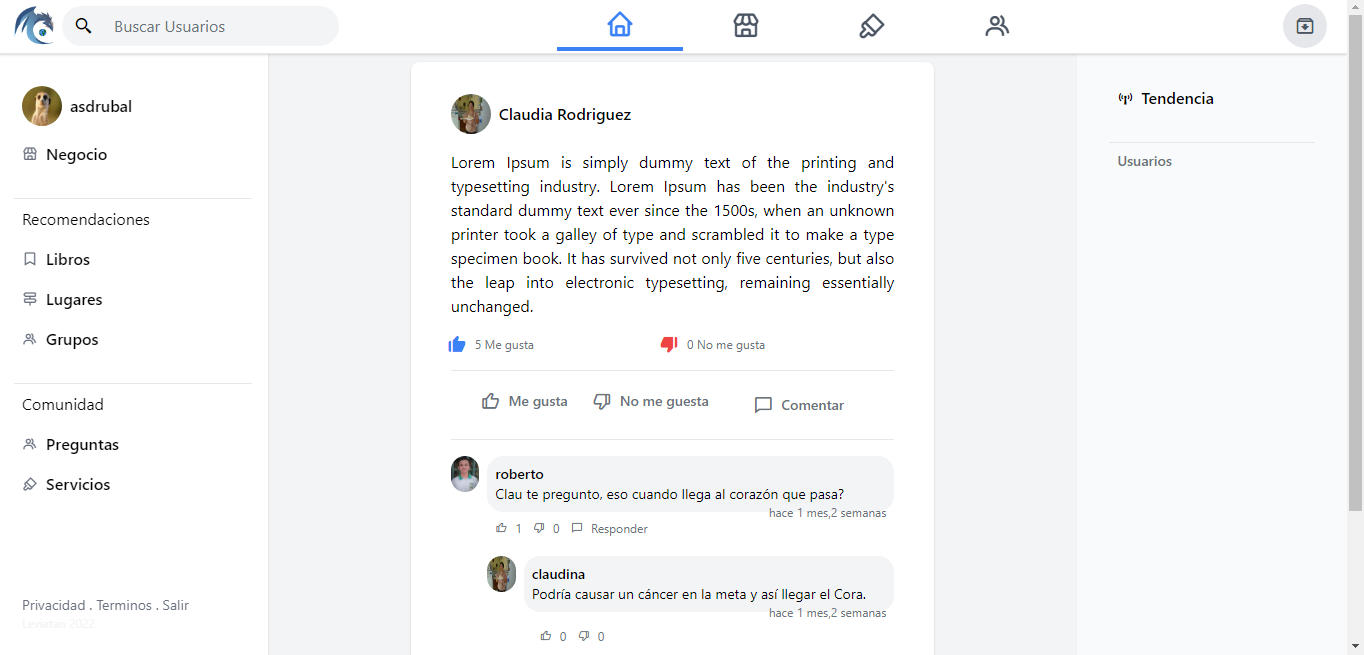 Buscar Usuarios
asdrubal
Negocio
Recomendaciones
Libros
Lugares
Grupos
Comunidad
Preguntas
Servicios
Privacidad . Terminos . Salir
Leviatan 2022
Claudia Rodriguez
Lorem Ipsum is simply dummy text of the printing and
typesetting industry. Lorem Ipsum has been the industry's
standard dummy text ever since the 1500s, when an unknown
printer took a galley of type and scrambled it to make a type
specimen book. It has survived not only five centuries, but also
the leap into electronic typesetting, remaining essentially
unchanged.
5 Me gusta
0 No me gusta
Me gusta
No me guesta
Comentar
roberto
Clau te pregunto, eso cuando llega al corazón que pasa?
hace 1 mes,2 semanas
1 0 Responder
claudina
Podría causar un cáncer en la meta y así llegar el Cora.
hace 1 mes,2 semanas
0 0
Tendencia
Usuarios